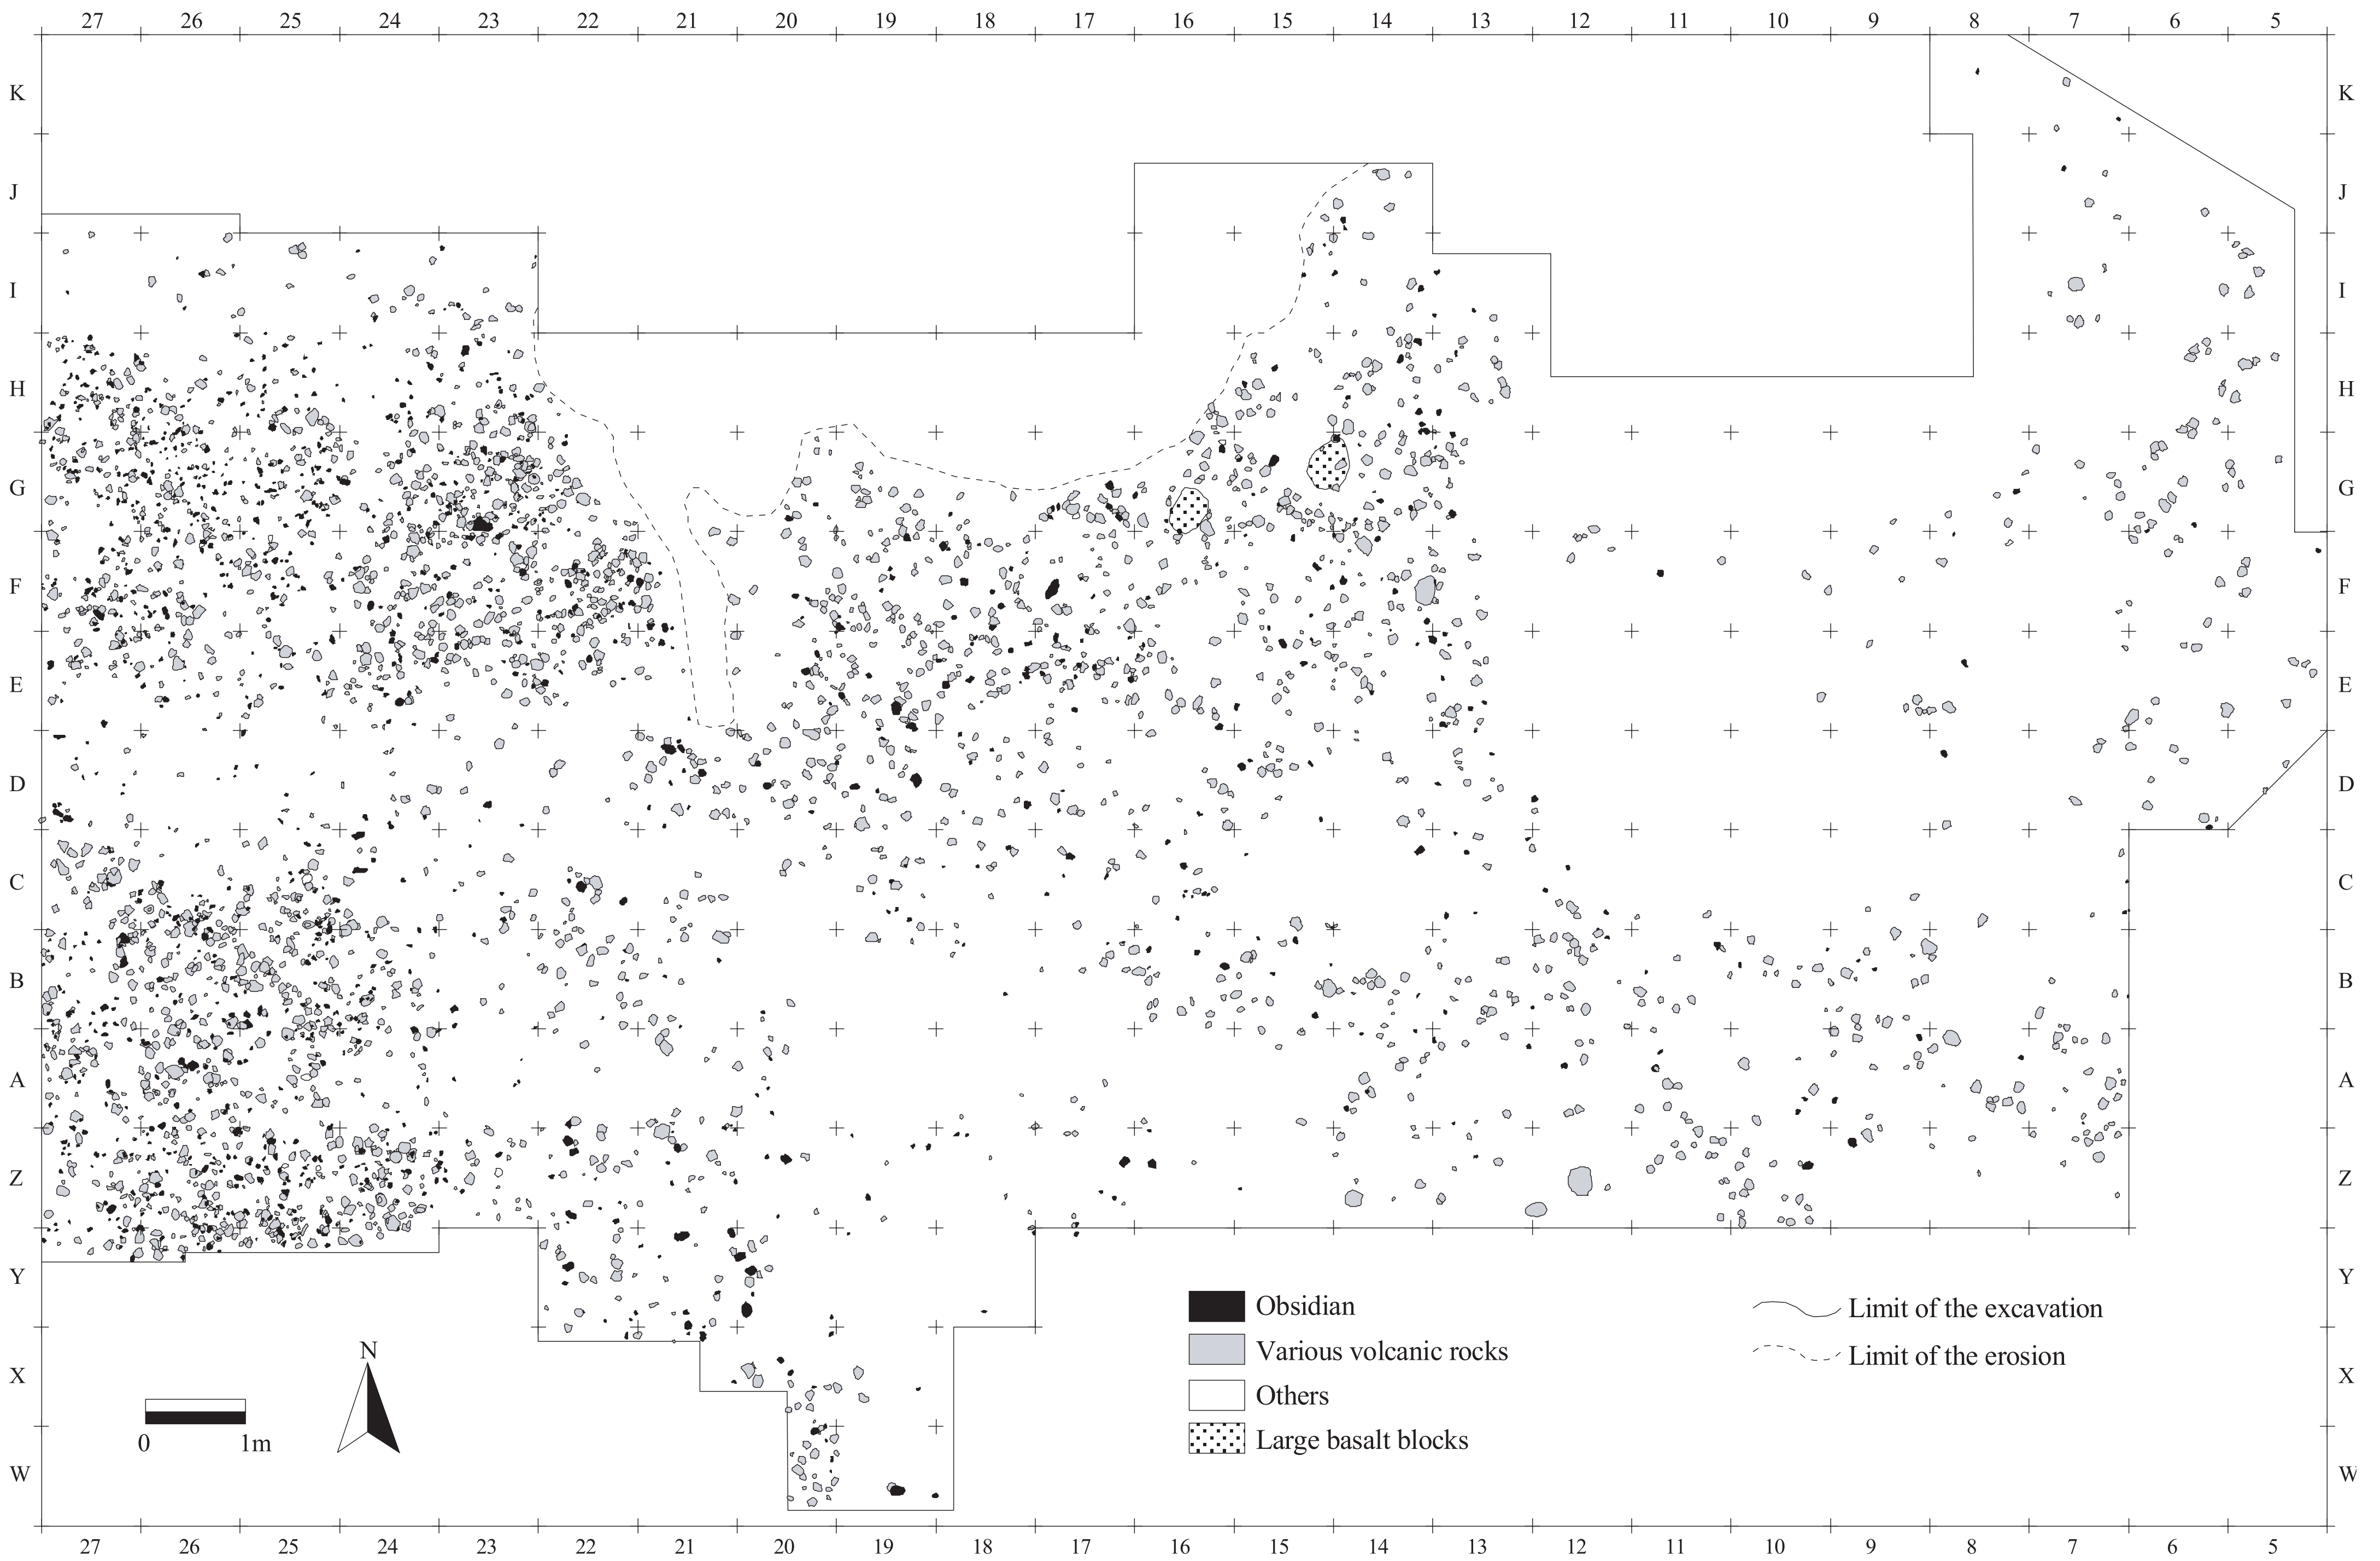 27 26 25 24 23 22 21 20 19 18 17 16 15 14 13 12 11 10 9 8 7 6 5
K K
J J
I I
H H
G G
F F
E E
D D
C C
B B
A A
Z Z
Y Y
Obsidian
Limit of the excavation
N
Various volcanic rocks
Limit of the erosion
X X
Others
0 1m
Large basalt blocks
W W
27 26 25 24 23 22 21 20 19 18 17 16 15 14 13 12 11 10 9 8 7 6 5